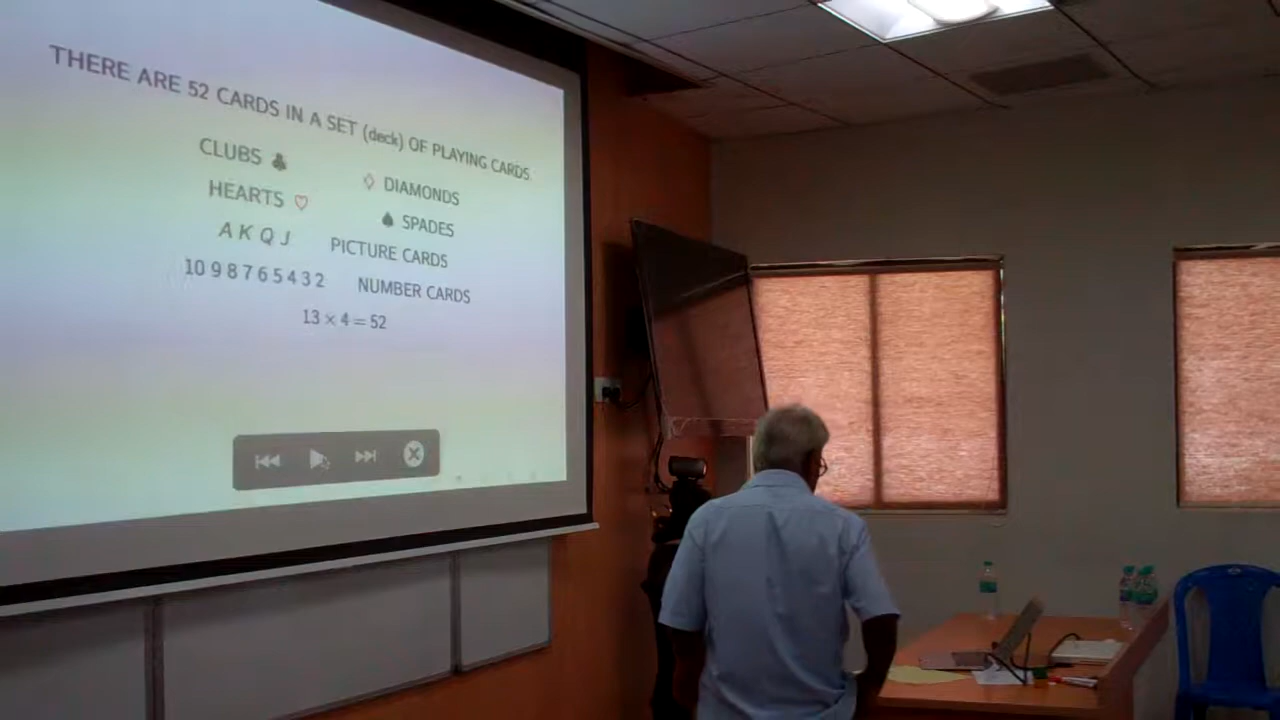 THERE ARE 52 CARDS IN A SET (deck) OF PLAYING CARDS
CLUBS ♣ ♢ DIAMONDS
HEARTS ♡ ♠ SPADES
A K Q J PICTURE CARDS
10 9 8 7 6 5 4 3 2 NUMBER CARDS
13 × 4 = 52